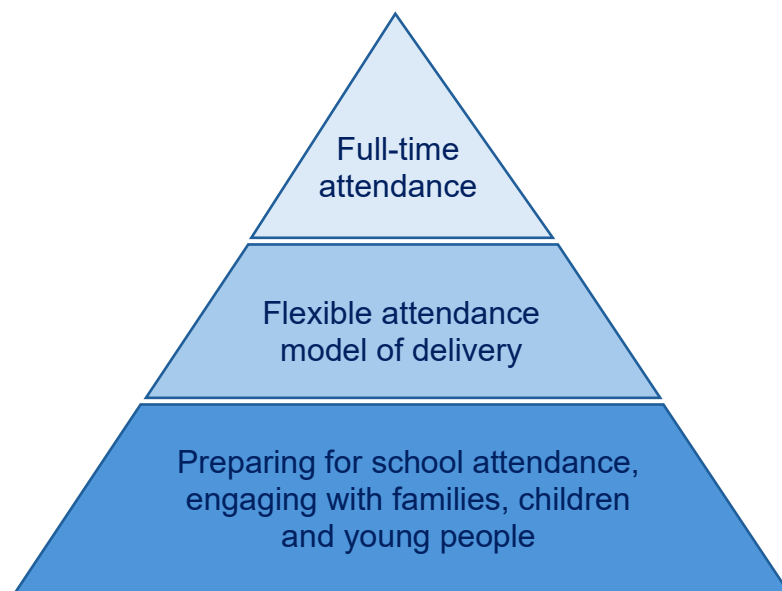 Full-time
attendance
Flexible attendance
model of delivery
Preparing for school attendance,
engaging with families, children
and young people